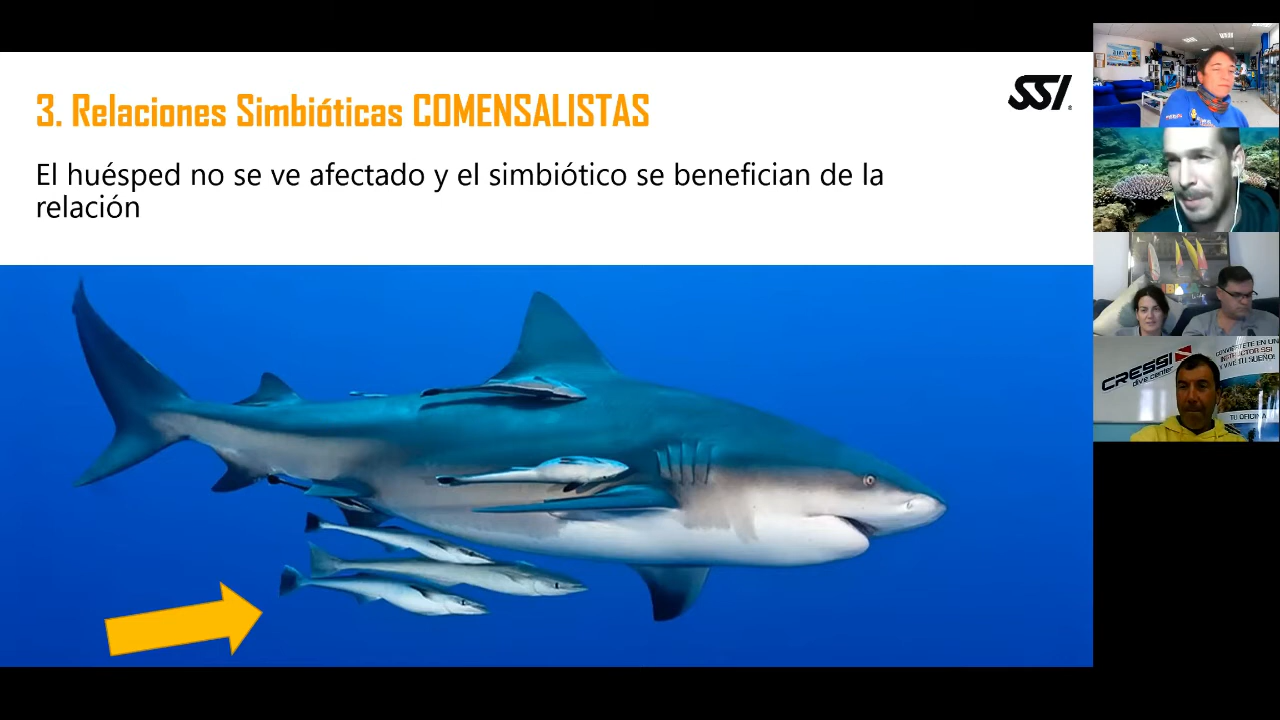 3. Relaciones Simbióticas COMENSALISTAS
SSI
El huésped no se ve afectado y el simbiótico se benefician de la
relación
CRESSI
dive center
CONVIÉRTETE EN UN
INSTRUCTOR SSI
Y VIVE TU SUEÑO!
TU OFICINA